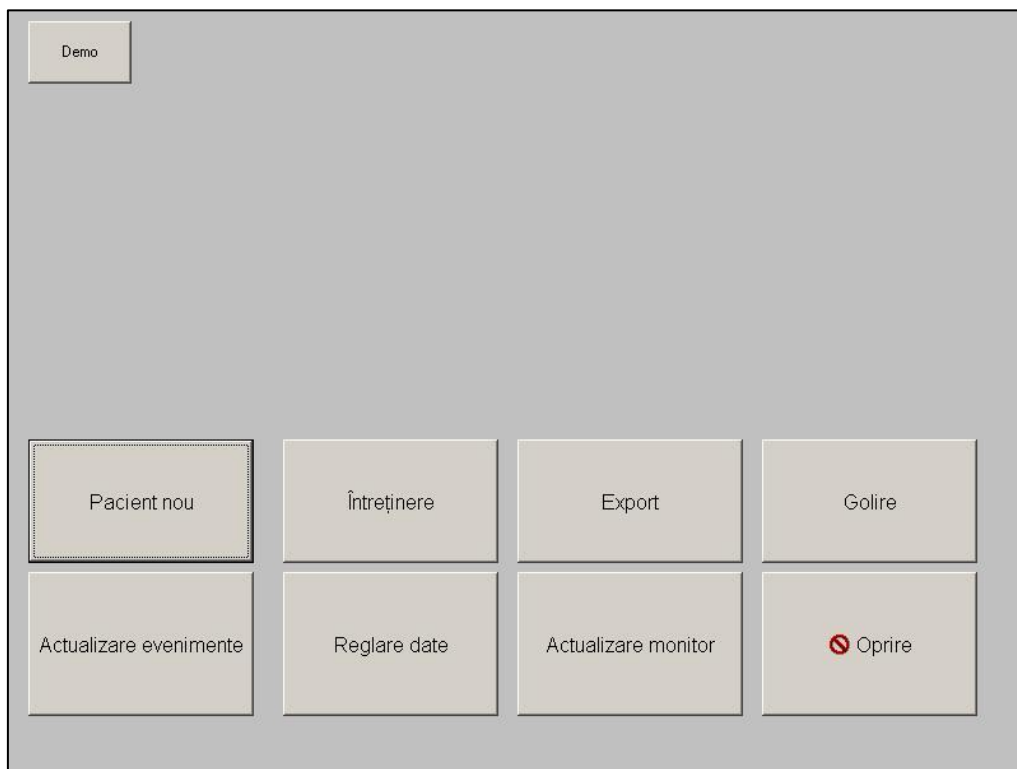 Demo
Pacient nou
Întreținere
Export
Golire
Actualizare evenimente
Reglare date
Actualizare monitor
Oprire